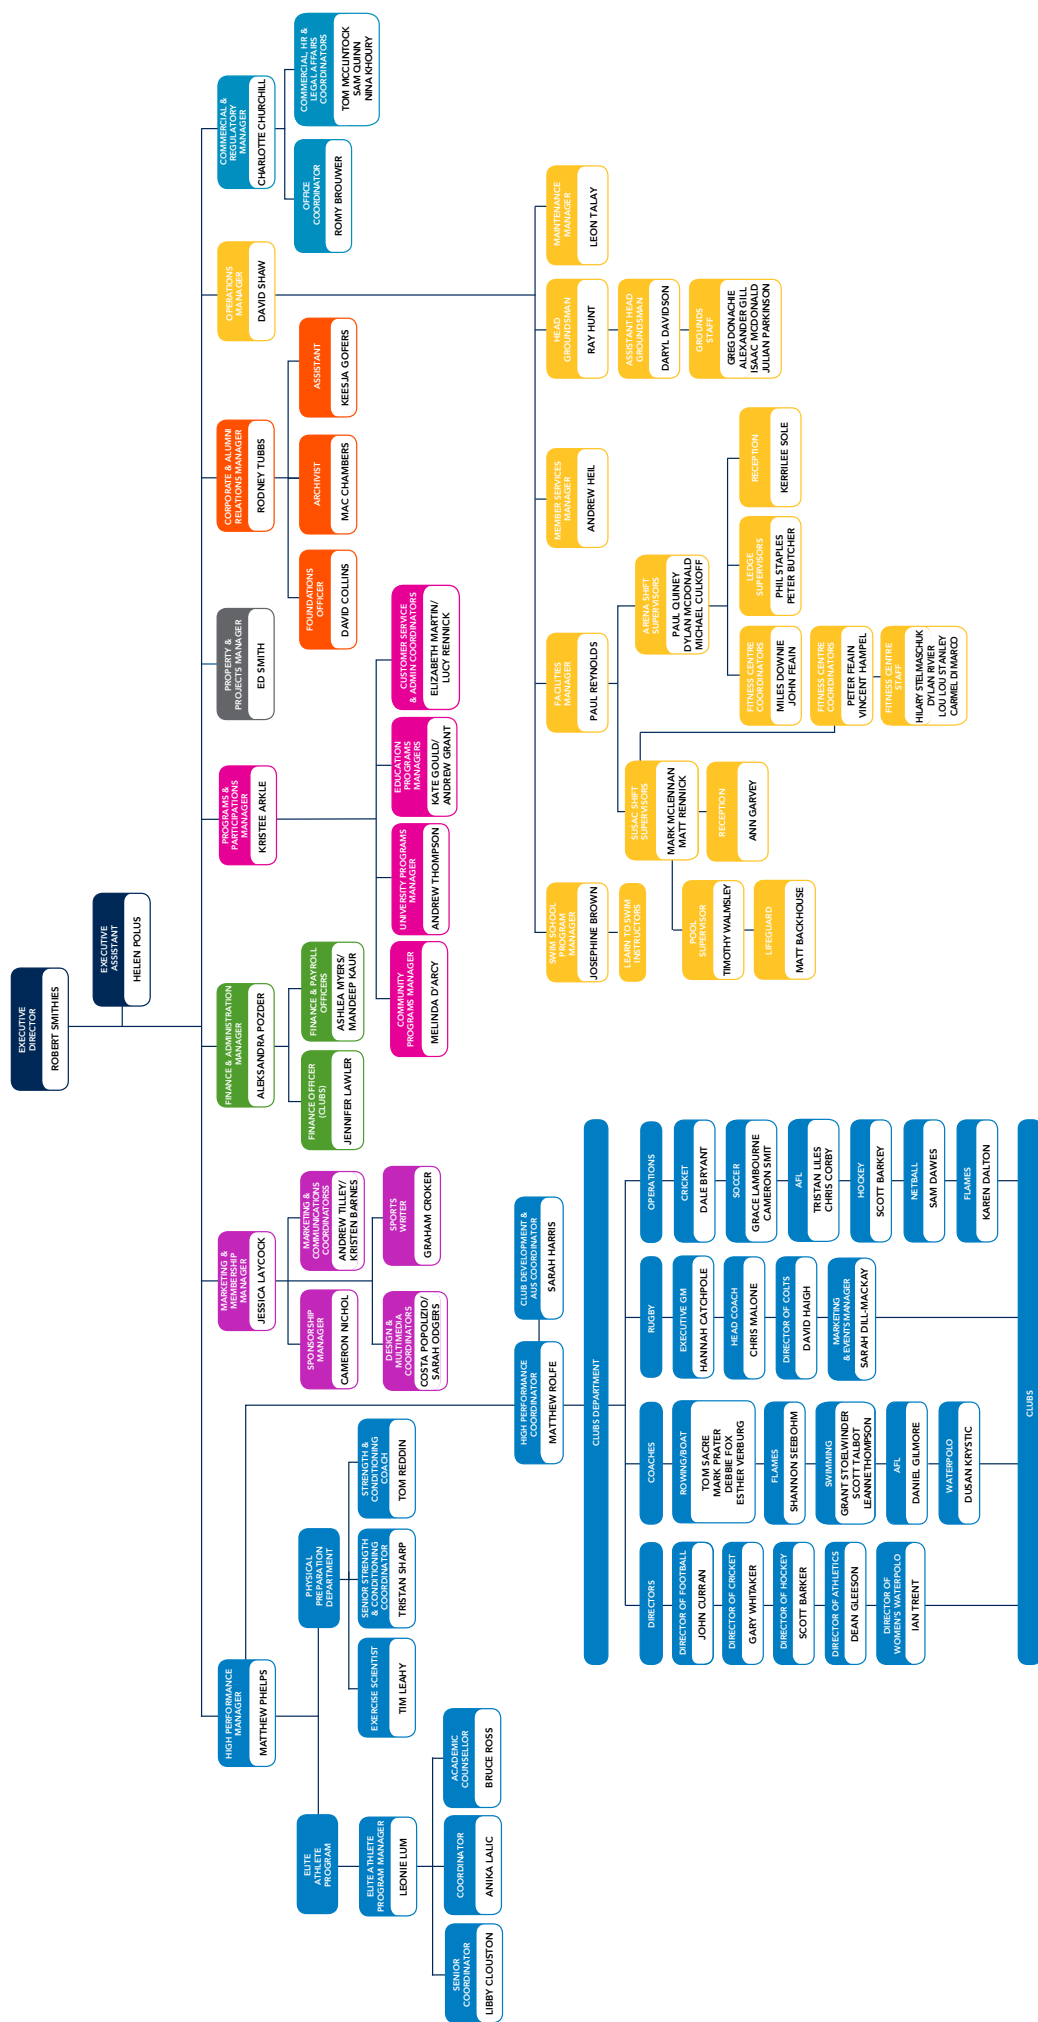 EXECUTIVE
DIRECTOR
ROBERT SMITHIES
EXECUTIVE
ASSISTANT
HELEN POLUS
HIGH PERFORMANCE
MANAGER
MATTHEW PHELPS
MARKETING &
MEMBERSHIP
MANAGER
JESSICA LAYCOCK
FINANCE & ADMINISTRATION
MANAGER
ALEKSANDRA POZDER
PROGRAMS &
PARTICIPATIONS
MANAGER
KRISTEE ARKLE
PROPERTY &
PROJECTS MANAGER
ED SMITH
CORPORATE & ALUMNI
RELATIONS MANAGER
RODNEY TUBBS
OPERATIONS
MANAGER
DAVID SHAW
COMMERCIAL &
REGULATORY
MANAGER
CHARLOTTE CHURCHILL
ELITE
ATHLETE
PROGRAM
PHYSICAL
PREPARATION
DEPARTMENT
ELITE ATHLETE
PROGRAM MANAGER
LEONIE LUM
SENIOR
COORDINATOR
LIBBY CLOUSTON
COORDINATOR
ANIKA LALIC
ACADEMIC
COUNSELLOR
BRUCE ROSS
EXERCISE SCIENTIST
TIM LEAHY
SENIOR STRENGTH
& CONDITIONING
COORDINATOR
TRISTAN SHARP
STRENGTH &
CONDITIONING
COACH
TOM REDDIN
SPONSORSHIP
MANAGER
CAMERON NICHOL
MARKETING &
COMMUNICATIONS
COORDINATORSS
ANDREW TILLEY/
KRISTEN BARNES
DESIGN &
MULTIMEDIA
COORDINATORS
COSTA POPOLIZIO/
SARAH ODGERS
SPORTS
WRITER
GRAHAM CROKER
FINANCE OFFICER
(CLUBS)
JENNIFER LAWLER
FINANCE & PAYROLL
OFFICERS
ASHLEA MYERS/
MANDEEP KAUR
COMMUNITY
PROGRAMS MANAGER
MELINDA D'ARCY
UNIVERSITY PROGRAMS
MANAGER
ANDREW THOMPSON
EDUCATION
PROGRAMS
MANAGERS
KATE GOULD/
ANDREW GRANT
CUSTOMER SERVICE
& ADMIN COORDINATORS
ELIZABETH MARTIN/
LUCY RENNICK
FOUNDATIONS
OFFICER
DAVID COLLINS
ARCHIVIST
MAC CHAMBERS
ASSISTANT
KEESJA GOFERS
OFFICE
COORDINATOR
ROMY BROUWER
COMMERCIAL, HR &
LEGAL AFFAIRS
COORDINATORS
TOM MCCLINTOCK
SAM QUINN
NINA KHOURY
SWIM SCHOOL
PROGRAM
MANAGER
JOSEPHINE BROWN
LEARN TO SWIM
INSTRUCTORS
FACILITIES
MANAGER
PAUL REYNOLDS
MEMBER SERVICES
MANAGER
ANDREW HEIL
HEAD
GROUNDSMAN
RAY HUNT
ASSISTANT HEAD
GROUNDSMAN
DARYL DAVIDSON
GROUNDS
STAFF
GREG DONACHIE
ALEXANDER GILL
ISAAC MCDONALD
JULIAN PARKINSON
MAINTENANCE
MANAGER
LEON TALAY
SUSAC SHIFT
SUPERVISORS
MARK MCLENNAN
MATT RENNICK
ARENA SHIFT
SUPERVISORS
PAUL QUINEY
DYLAN MCDONALD
MICHAEL CULKOFF
POOL
SUPERVISOR
TIMOTHY WALMSLEY
LIFEGUARD
MATT BACKHOUSE
RECEPTION
ANN GARVEY
FITNESS CENTRE
COORDINATORS
MILES DOWNIE
JOHN FEAIN
LEDGE
SUPERVISORS
PHIL STAPLES
PETER BUTCHER
RECEPTION
KERRILEE SOLE
FITNESS CENTRE
COORDINATORS
PETER FEAIN
VINCENT HAMPEL
FITNESS CENTRE
STAFF
HILARY STELMASCHUK
DYLAN RIVIER
LOU LOU STANLEY
CARMEL DI MARCO
HIGH PERFORMANCE
COORDINATOR
MATTHEW ROLFE
CLUB DEVELOPMENT &
AUS COORDINATOR
SARAH HARRIS
CLUBS DEPARTMENT
DIRECTORS
DIRECTOR OF FOOTBALL
JOHN CURRAN
DIRECTOR OF CRICKET
GARY WHITAKER
DIRECTOR OF HOCKEY
SCOTT BARKER
DIRECTOR OF ATHLETICS
DEAN GLEESON
DIRECTOR OF
WOMEN'S WATERPOLO
IAN TRENT
COACHES
ROWING/BOAT
TOM SACRE
MARK PRATER
DEBBIE FOX
ESTHER VERBURG
FLAMES
SHANNON SEEBOHM
SWIMMING
GRANT STOELWINDER
SCOTT TALBOT
LEANNE THOMPSON
AFL
DANIEL GILMORE
WATERPOLO
DUSAN KRYSTIC
RUGBY
EXECUTIVE GM
HANNAH CATCHPOLE
HEAD COACH
CHRIS MALONE
DIRECTOR OF COLTS
DAVID HAIGH
MARKETING
& EVENTS MANAGER
SARAH DILL-MACKAY
OPERATIONS
CRICKET
DALE BRYANT
SOCCER
GRACE LAMBOURNE
CAMERON SMIT
AFL
TRISTAN LILES
CHRIS CORBY
HOCKEY
SCOTT BARKEY
NETBALL
SAM DAWES
FLAMES
KAREN DALTON
CLUBS